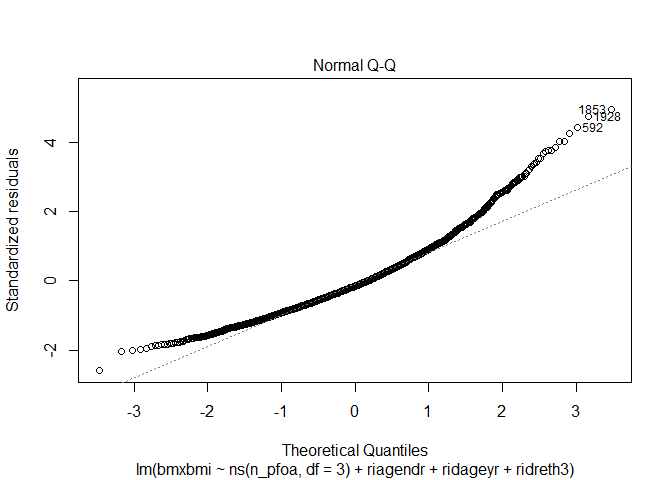 Normal Q-Q
Standardized residuals
4
2
0
-2
1853
1928
592
-3 -2 -1 0 1 2 3
Theoretical Quantiles
lm(bmxbmi ~ ns(n_pfoa, df = 3) + riagendr + ridageyr + ridreth3)